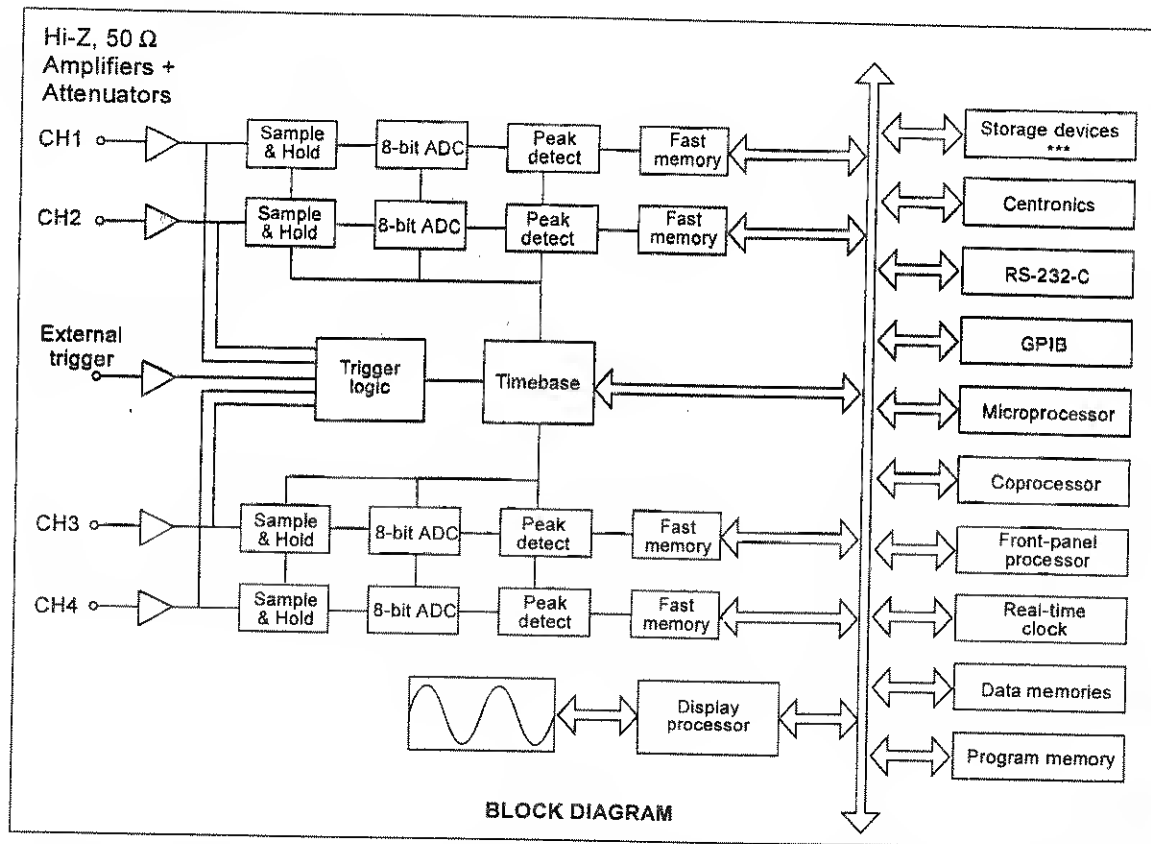 Hi-Z, 50 Ω
Amplifiers +
Attenuators
CH1
Sample
& Hold
8-bit ADC
Peak
detect
Fast
memory
CH2
Sample
& Hold
8-bit ADC
Peak
detect
Fast
memory
External
trigger
Trigger
logic
Timebase
CH3
Sample
& Hold
8-bit ADC
Peak
detect
Fast
memory
CH4
Sample
& Hold
8-bit ADC
Peak
detect
Fast
memory
Display
processor
Storage devices
***
Centronics
RS-232-C
GPIB
Microprocessor
Coprocessor
Front-panel
processor
Real-time
clock
Data memories
Program memory
BLOCK DIAGRAM